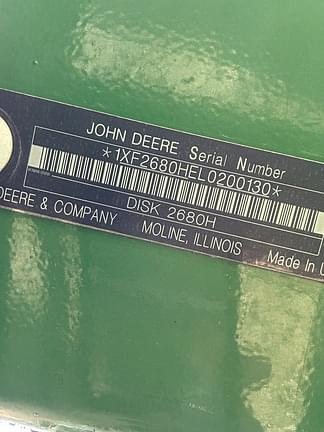 JOHN DEERE Serial Number
*1XF2680HEL0200130*
DISK 2680H
DEERE & COMPANY MOLINE, ILLINOIS Made in U